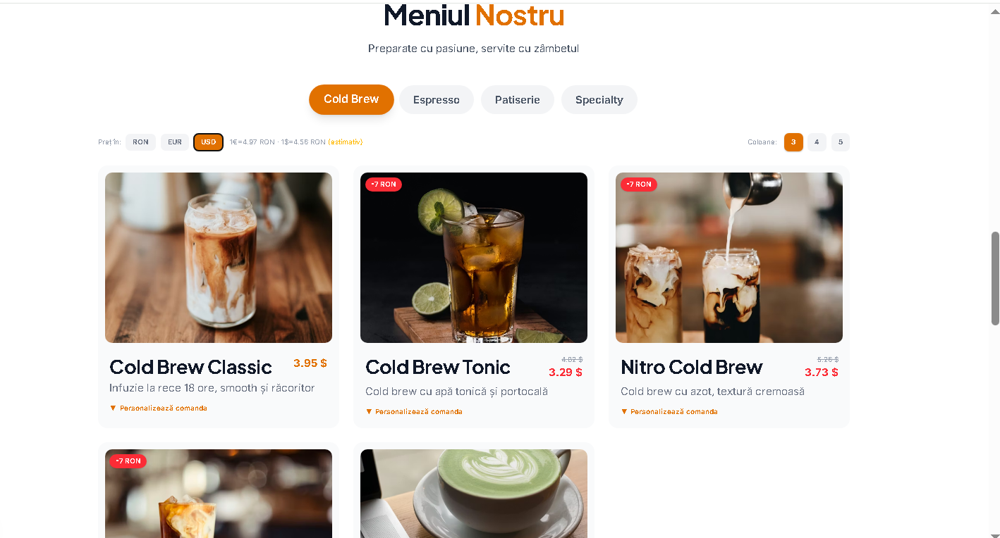 Meniul Nostru
Preparate cu pasiune, servite cu zâmbetul
Cold Brew Espresso Patiserie Specialty
Preț în: RON EUR USD 1€=4.97 RON · 1$=4.56 RON (estimativ) Coloane: 3 4 5
-7 RON
-7 RON
Cold Brew Classic 3.95 $
Infuzie la rece 18 ore, smooth și răcoritor
▼ Personalizează comanda
Cold Brew Tonic 4.82 $ 3.29 $
Cold brew cu apă tonică și portocală
▼ Personalizează comanda
Nitro Cold Brew 5.26 $ 3.73 $
Cold brew cu azot, textură cremoasă
▼ Personalizează comanda
-7 RON